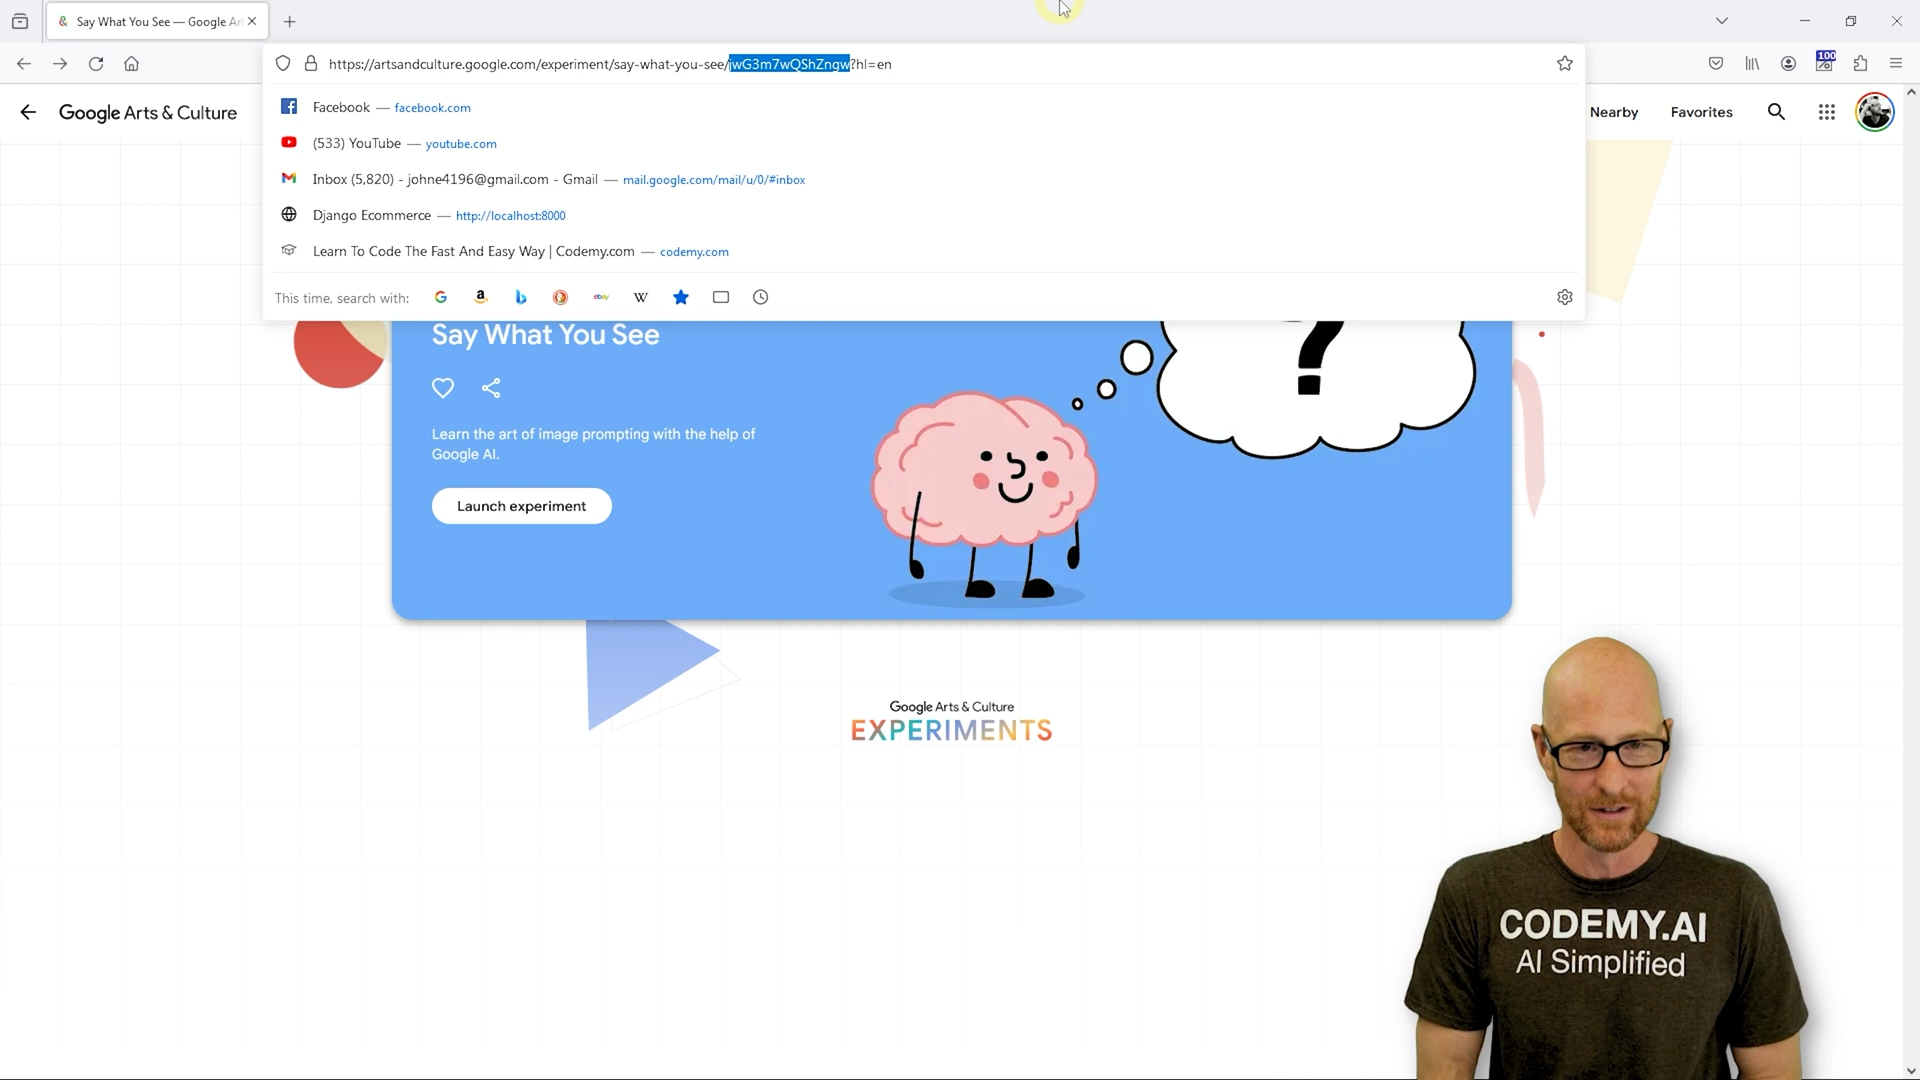 Say What You See — Google Ar
https://artsandculture.google.com/experiment/say-what-you-see/jwG3m7wQShZngw?hl=en
100
Facebook — facebook.com
(533) YouTube — youtube.com
Inbox (5,820) - johne4196@gmail.com - Gmail — mail.google.com/mail/u/0/#inbox
Django Ecommerce — http://localhost:8000
Learn To Code The Fast And Easy Way | Codemy.com — codemy.com
This time, search with:
Google Arts & Culture
Nearby
Favorites
Say What You See
?
Learn the art of image prompting with the help of
Google AI.
Launch experiment
Google Arts & Culture
EXPERIMENTS
CODEMY.AI
AI Simplified